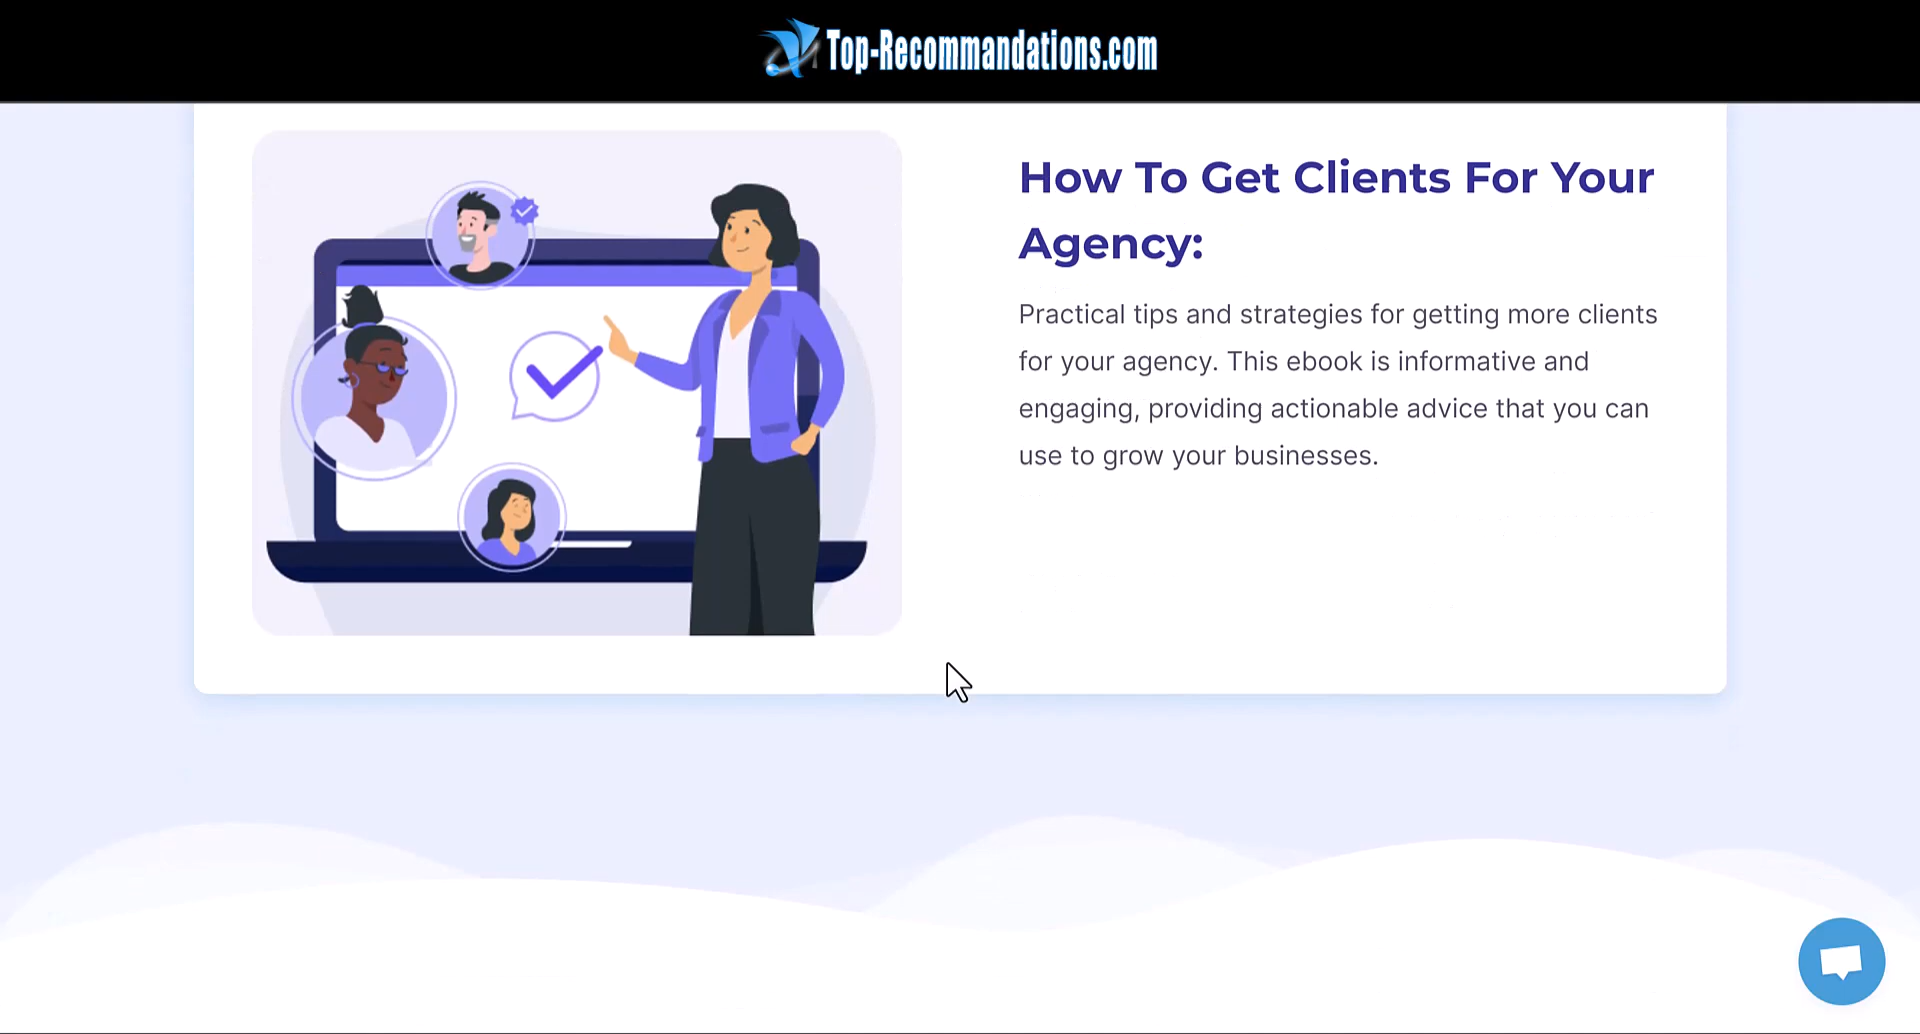 Top-Recommandations.com
How To Get Clients For Your
Agency:
Practical tips and strategies for getting more clients
for your agency. This ebook is informative and
engaging, providing actionable advice that you can
use to grow your businesses.